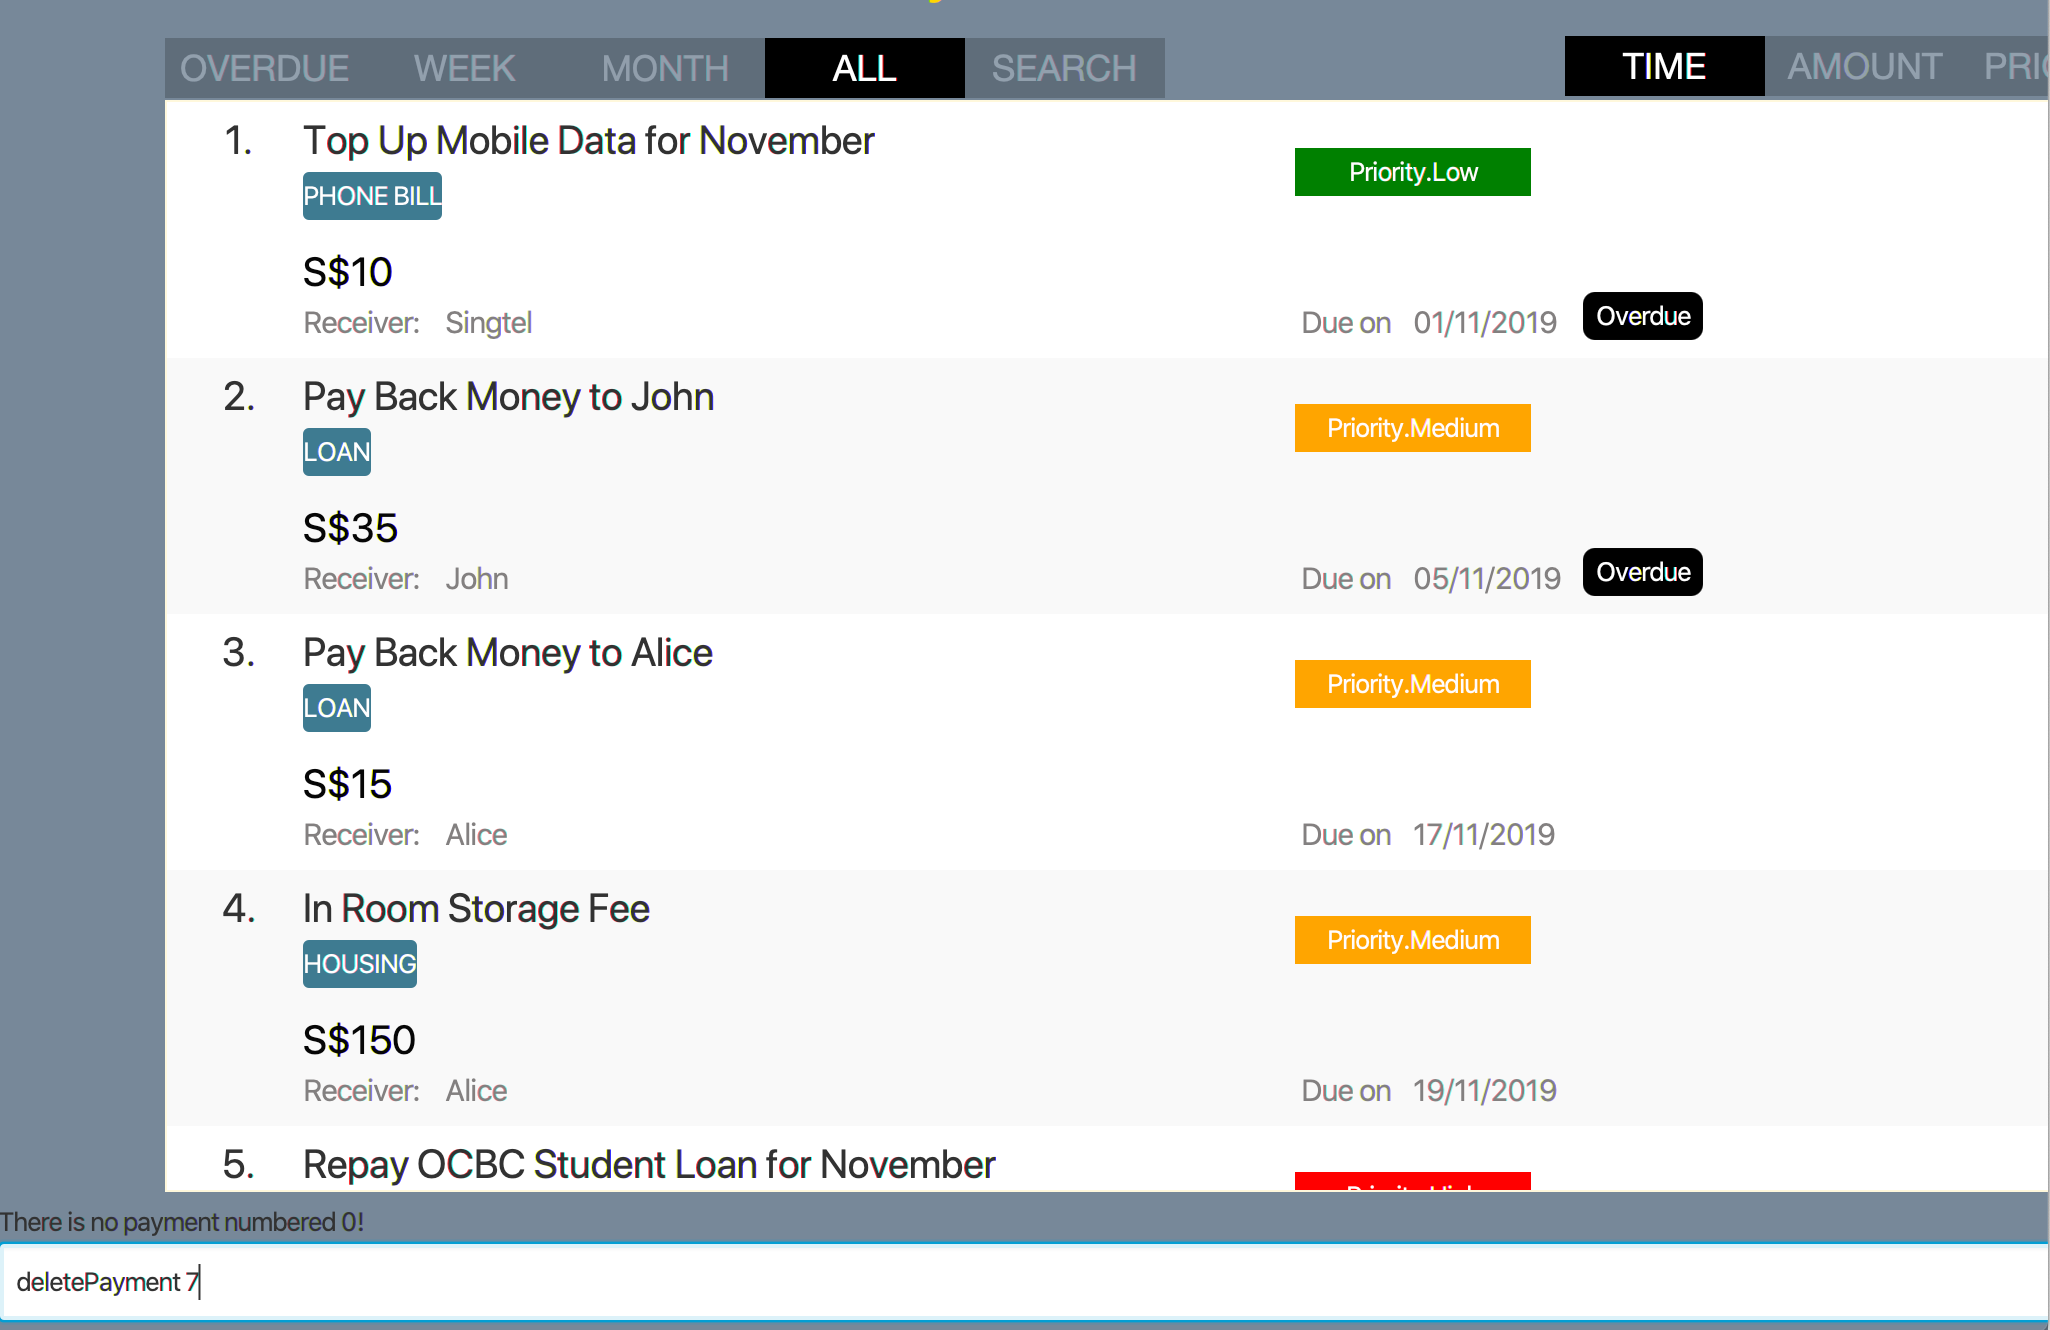 OVERDUE WEEK MONTH ALL SEARCH TIME AMOUNT
1. Top Up Mobile Data for November
Priority.Low
PHONE BILL
S$10
Receiver: Singtel Due on 01/11/2019 Overdue
2. Pay Back Money to John
Priority.Medium
LOAN
S$35
Receiver: John Due on 05/11/2019 Overdue
3. Pay Back Money to Alice
Priority.Medium
LOAN
S$15
Receiver: Alice Due on 17/11/2019
4. In Room Storage Fee
Priority.Medium
HOUSING
S$150
Receiver: Alice Due on 19/11/2019
5. Repay OCBC Student Loan for November
There is no payment numbered 0!
deletePayment 7